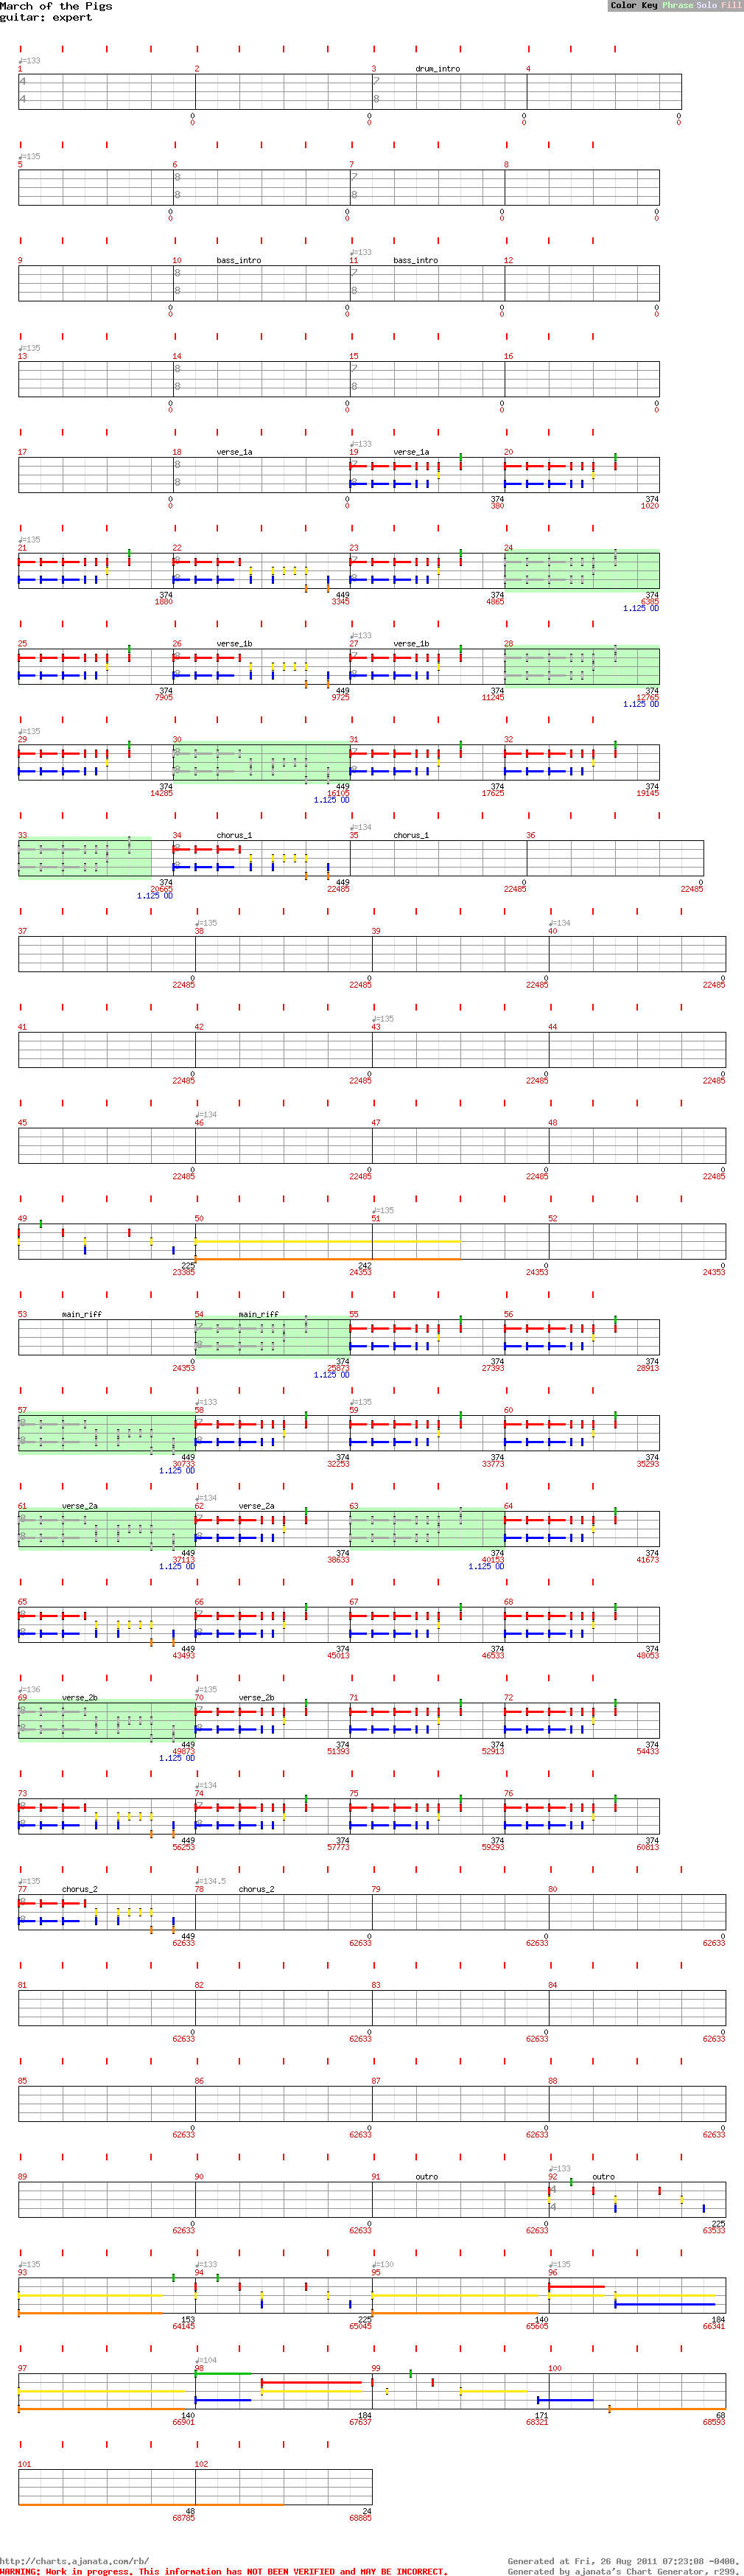 March of the Pigs
guitar: expert
Color Key Phrase Solo Fill
♩=133
1 2 3 drum_intro 4
4 7
4 8
0 0 0 0
0 0 0 0
♩=135
5 6 7 8
8 7
8 8
0 0 0
0 0 0
♩=133
9 10 bass_intro 11 bass_intro 12
8 7
8 8
0 0 0
0 0 0
♩=135
13 14 15 16
8 7
8 8
0 0 0
0 0 0
♩=133
17 18 verse_1a 19 verse_1a 20
8 7
8 8
0 0 374 374
0 0 380 1020
♩=135
21 22 23 24
374 449 374 374
1880 3345 4865 6385
1.125 OD
♩=133
25 26 verse_1b 27 verse_1b 28
374 449 374 374
7905 9725 11245 12765
1.125 OD
♩=135
29 30 31 32
374 449 374 374
14285 16105 17625 19145
1.125 OD
♩=134
33 34 chorus_1 35 chorus_1 36
374 449 0 0
20665 22485 22485 22485
1.125 OD
♩=135 ♩=134
37 38 39 40
0 0 0 0
22485 22485 22485 22485
♩=135
41 42 43 44
0 0 0 0
22485 22485 22485 22485
♩=134
45 46 47 48
0 0 0 0
22485 22485 22485 22485
♩=135
49 50 51 52
225 242 0 0
23385 24353 24353 24353
53 main_riff 54 main_riff 55 56
0 374 374 374
24353 25873 27393 28913
1.125 OD
♩=133 ♩=135
57 58 59 60
449 374 374 374
30733 32253 33773 35293
1.125 OD
♩=134
61 verse_2a 62 verse_2a 63 64
449 374 374 374
37113 38633 40153 41673
1.125 OD 1.125 OD
65 66 67 68
449 374 374 374
43493 45013 46533 48053
♩=136 ♩=135
69 verse_2b 70 verse_2b 71 72
449 374 374 374
49873 51393 52913 54433
1.125 OD
♩=134
73 74 75 76
449 374 374 374
56253 57773 59293 60813
♩=135 ♩=134.5
77 chorus_2 78 chorus_2 79 80
449 0 0 0
62633 62633 62633 62633
81 82 83 84
0 0 0 0
62633 62633 62633 62633
85 86 87 88
0 0 0 0
62633 62633 62633 62633
♩=133
89 90 91 outro 92 outro
4
4
0 0 0 225
62633 62633 62633 63533
♩=135 ♩=133 ♩=130 ♩=135
93 94 95 96
153 225 140 184
64145 65045 65605 66341
♩=104
97 98 99 100
140 184 171 68
66901 67637 68321 68593
101 102
48 24
68785 68885
http://charts.ajanata.com/rb/
Generated at Fri, 26 Aug 2011 07:23:08 -0400.
WARNING: Work in progress. This information has NOT BEEN VERIFIED and MAY BE INCORRECT.
Generated by ajanata's Chart Generator, r299.